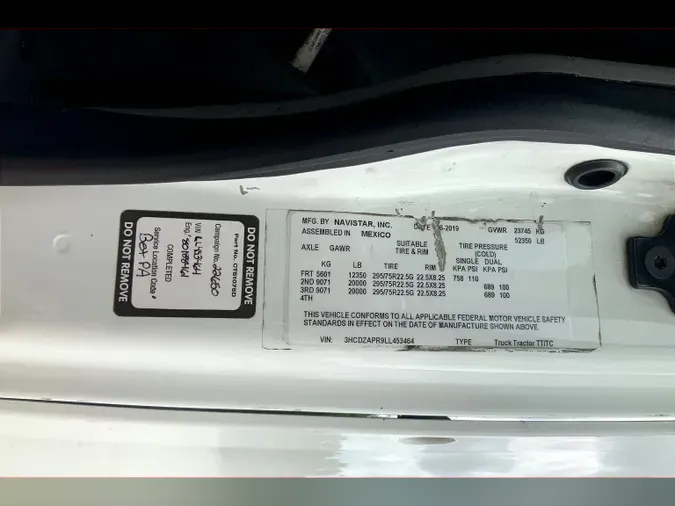 DO NOT REMOVE
Part No. CTS1075D
Campaign No. 22G50
VIN LL453464
COMPLETED
Service Location Code #
DO NOT REMOVE
MFG. BY NAVISTAR, INC.
ASSEMBLED IN MEXICO
DATE -2019
GVWR 23745 KG
52350 LB
AXLE GAWR SUITABLE TIRE & RIM TIRE PRESSURE (COLD)
KG LB TIRE RIM SINGLE DUAL
KPA PSI KPA PSI
FRT 5601 12350 295/75R22.5G 22.5X8.25 758 110
2ND 9071 20000 295/75R22.5G 22.5X8.25 689 100
3RD 9071 20000 295/75R22.5G 22.5X8.25 689 100
4TH
THIS VEHICLE CONFORMS TO ALL APPLICABLE FEDERAL MOTOR VEHICLE SAFETY
STANDARDS IN EFFECT ON THE DATE OF MANUFACTURE SHOWN ABOVE.
VIN: 3HCDZAPR9LL453464 TYPE Truck Tractor TT/TC